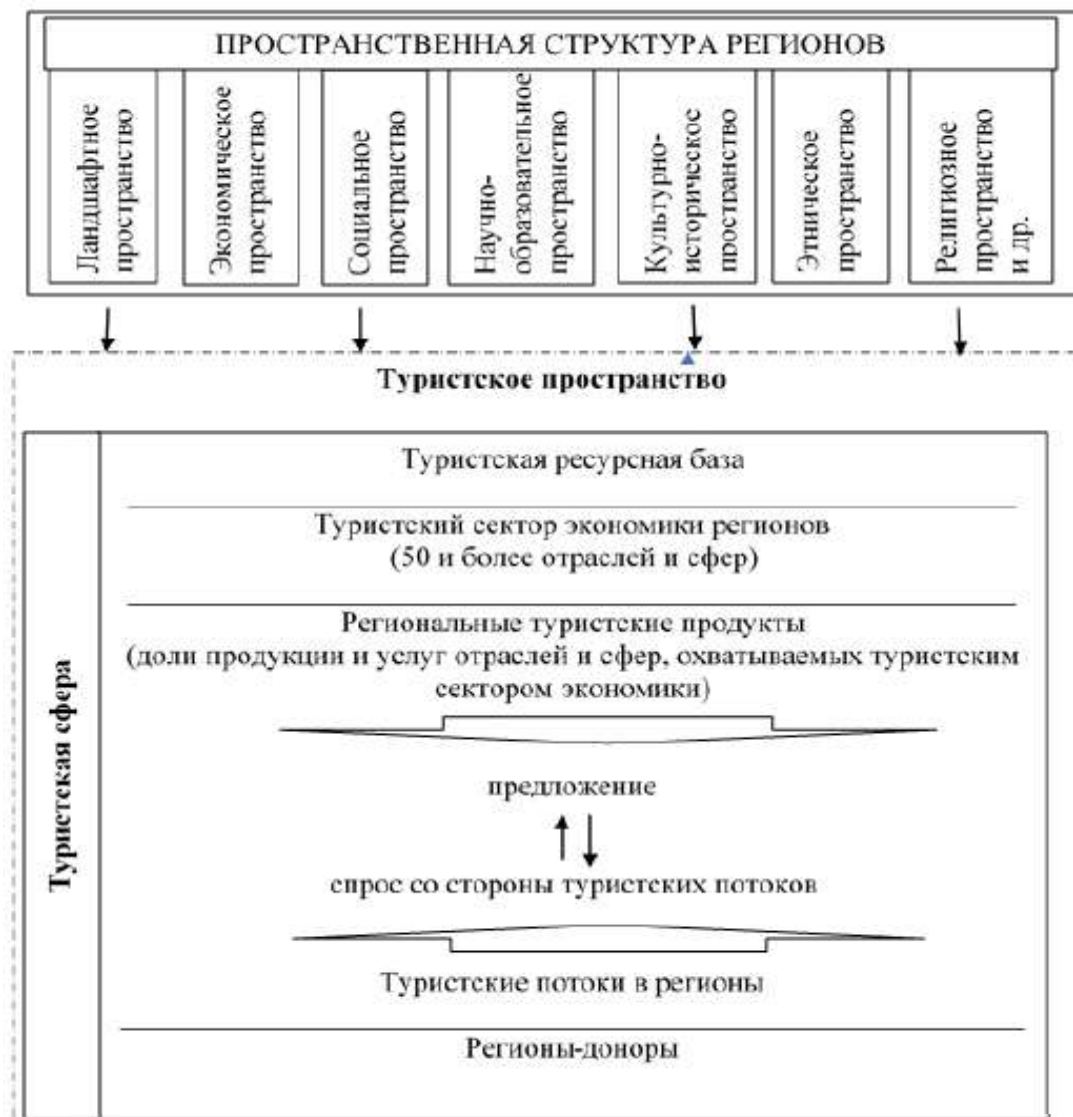 ПРОСТРАНСТВЕННАЯ СТРУКТУРА РЕГИОНОВ
Ландшафтное
пространство
Экономическое
пространство
Социальное
пространство
Научно-
образовательное
пространство
Культурно-
историческое
простианство
Этническое
пространство
Религиозное
пространство
и др.
Туристское пространство
Туристская сфера
Туристская ресурсная база
Туристский сектор экономики регионов
(50 и более отраслей и сфер)
Региональные туристские продукты
(доли продукции и услуг отраслей и сфер, охватываемых туристским
сектором экономики)
предложение
спрос со стороны туристских потоков
Туристские потоки в регионы
Регионы-доноры